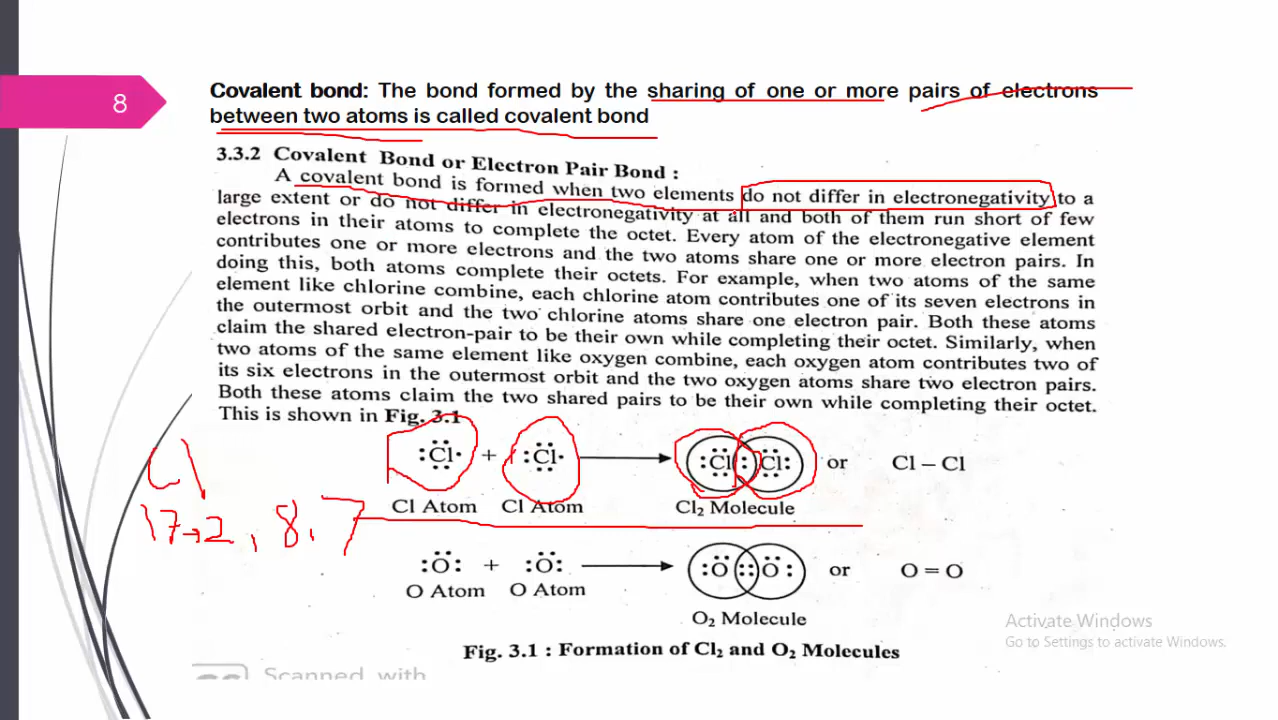 8
Covalent bond: The bond formed by the sharing of one or more pairs of electrons
between two atoms is called covalent bond
3.3.2 Covalent Bond or Electron Pair Bond :
A covalent bond is formed when two elements do not differ in electronegativity to a
large extent or do not differ in electronegativity at all and both of them run short of few
electrons in their atoms to complete the octet. Every atom of the electronegative element
contributes one or more electrons and the two atoms share one or more electron pairs. In
doing this, both atoms complete their octets. For example, when two atoms of the same
element like chlorine combine, each chlorine atom contributes one of its seven electrons in
the outermost orbit and the two chlorine atoms share one electron pair. Both these atoms
claim the shared electron-pair to be their own while completing their octet. Similarly, when
two atoms of the same element like oxygen combine, each oxygen atom contributes two of
its six electrons in the outermost orbit and the two oxygen atoms share two electron pairs.
Both these atoms claim the two shared pairs to be their own while completing their octet.
This is shown in Fig. 3.1
:Cl· + :Cl· → :Cl:Cl: or Cl – Cl
Cl Atom Cl Atom Cl₂ Molecule
Cl
17→2, 8, 7
:O: + :O: → :O::O: or O = O
O Atom O Atom O₂ Molecule
Fig. 3.1 : Formation of Cl₂ and O₂ Molecules
Activate Windows
Go to Settings to activate Windows.
Scanned with